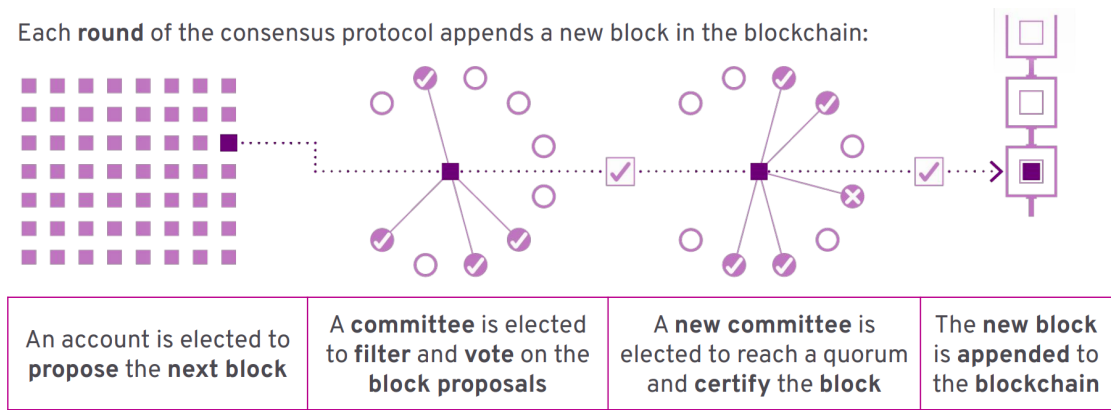 Each round of the consensus protocol appends a new block in the blockchain:
An account is elected to
propose the next block
A committee is elected
to filter and vote on the
block proposals
A new committee is
elected to reach a quorum
and certify the block
The new block
is appended to
the blockchain